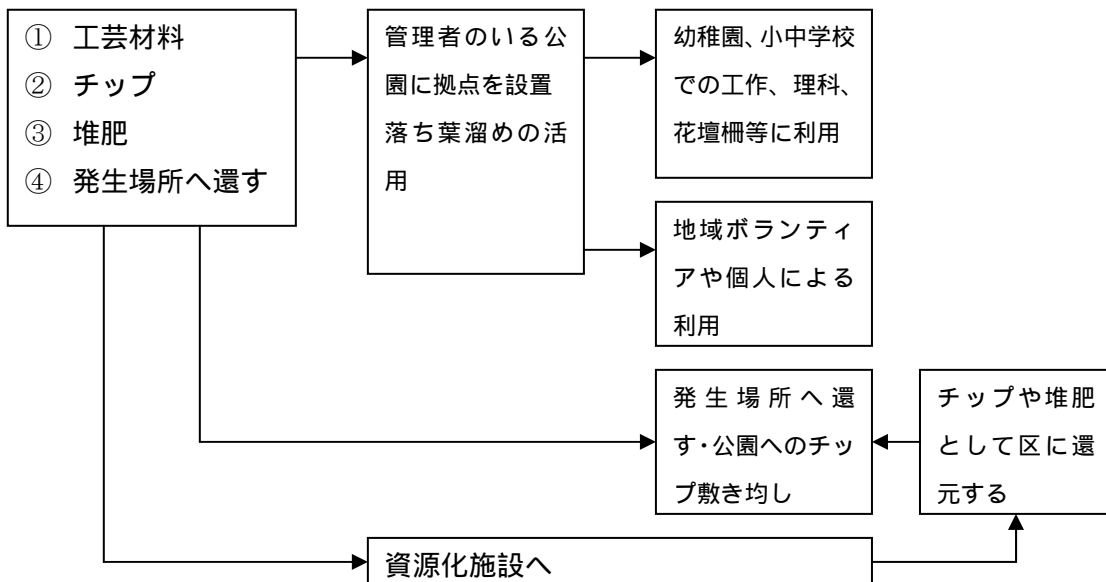 ① 工芸材料
② チップ
③ 堆肥
④ 発生場所へ還す
管理者のいる公
園に拠点を設置
落ち葉溜めの活
用
幼稚園、小中学校
での工作、理科、
花壇柵等に利用
地域ボランティ
アや個人による
利用
発生場所へ還
す・公園へのチッ
プ敷き均し
チップや堆肥
として区に還
元する
資源化施設へ